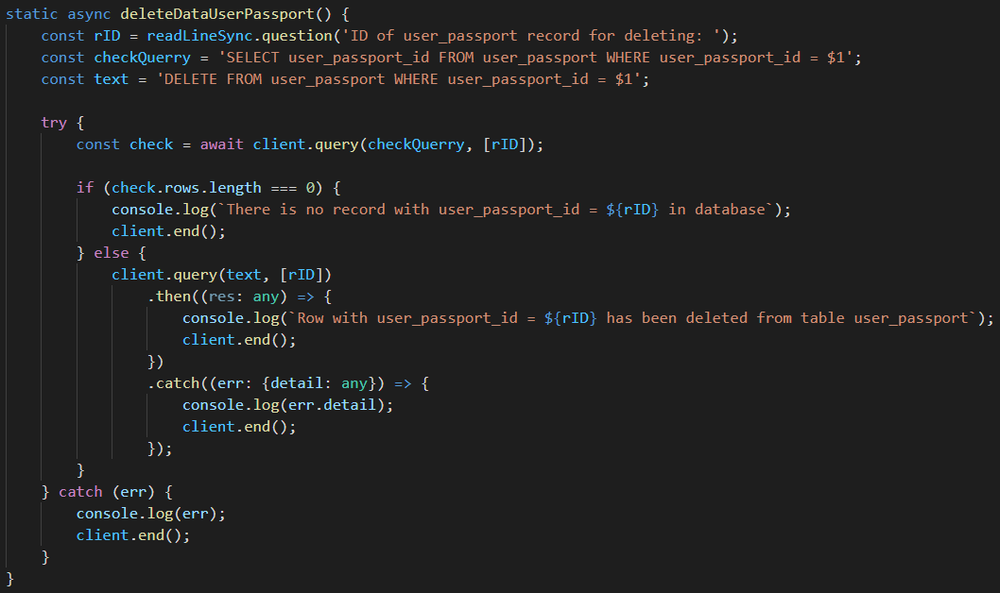 static async deleteDataUserPassport() {
    const rID = readLineSync.question('ID of user_passport record for deleting: ');
    const checkQuerry = 'SELECT user_passport_id FROM user_passport WHERE user_passport_id = $1';
    const text = 'DELETE FROM user_passport WHERE user_passport_id = $1';

    try {
        const check = await client.query(checkQuerry, [rID]);

        if (check.rows.length === 0) {
            console.log(`There is no record with user_passport_id = ${rID} in database`);
            client.end();
        } else {
            client.query(text, [rID])
                .then((res: any) => {
                    console.log(`Row with user_passport_id = ${rID} has been deleted from table user_passport`);
                    client.end();
                })
                .catch((err: {detail: any}) => {
                    console.log(err.detail);
                    client.end();
                });
        }
    } catch (err) {
        console.log(err);
        client.end();
    }
}